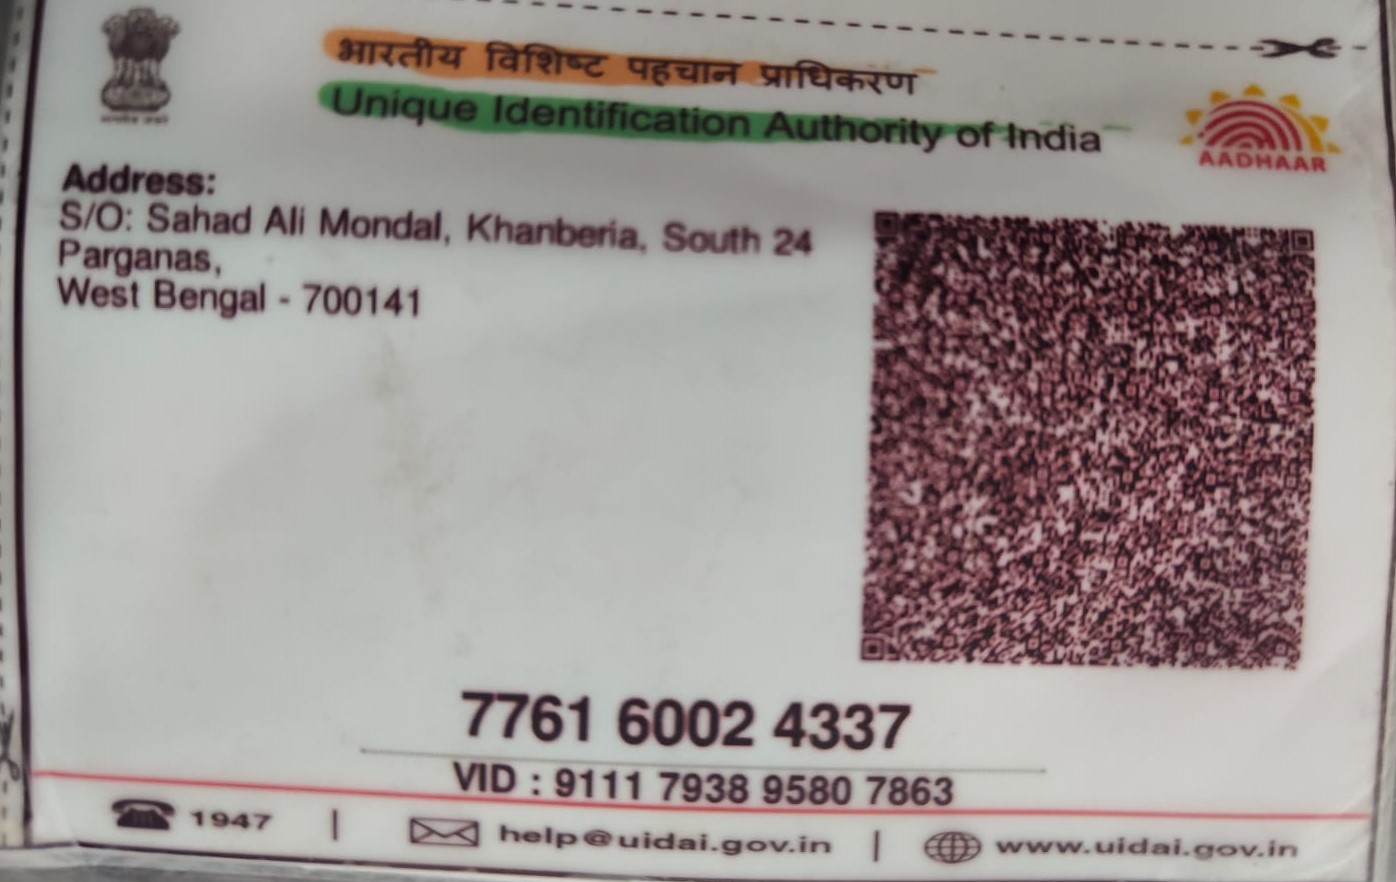 भारतीय विशिष्ट पहचान प्राधिकरण
Unique Identification Authority of India
AADHAAR
Address:
S/O: Sahad Ali Mondal, Khanberia, South 24
Parganas,
West Bengal - 700141
7761 6002 4337
VID : 9111 7938 9580 7863
1947 | help@uidai.gov.in | www.uidai.gov.in